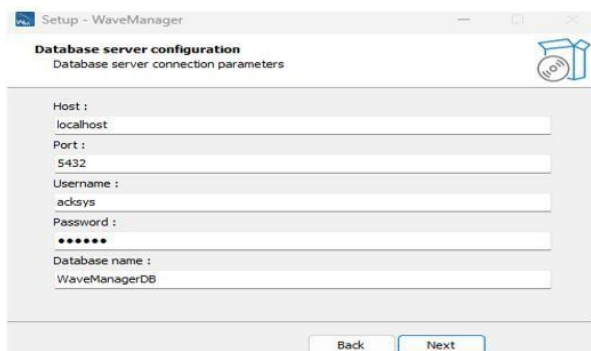 Setup - WaveManager
Database server configuration
Database server connection parameters
Host :
localhost
Port :
5432
Username :
acksys
Password :
••••••
Database name :
WaveManagerDB
Back
Next